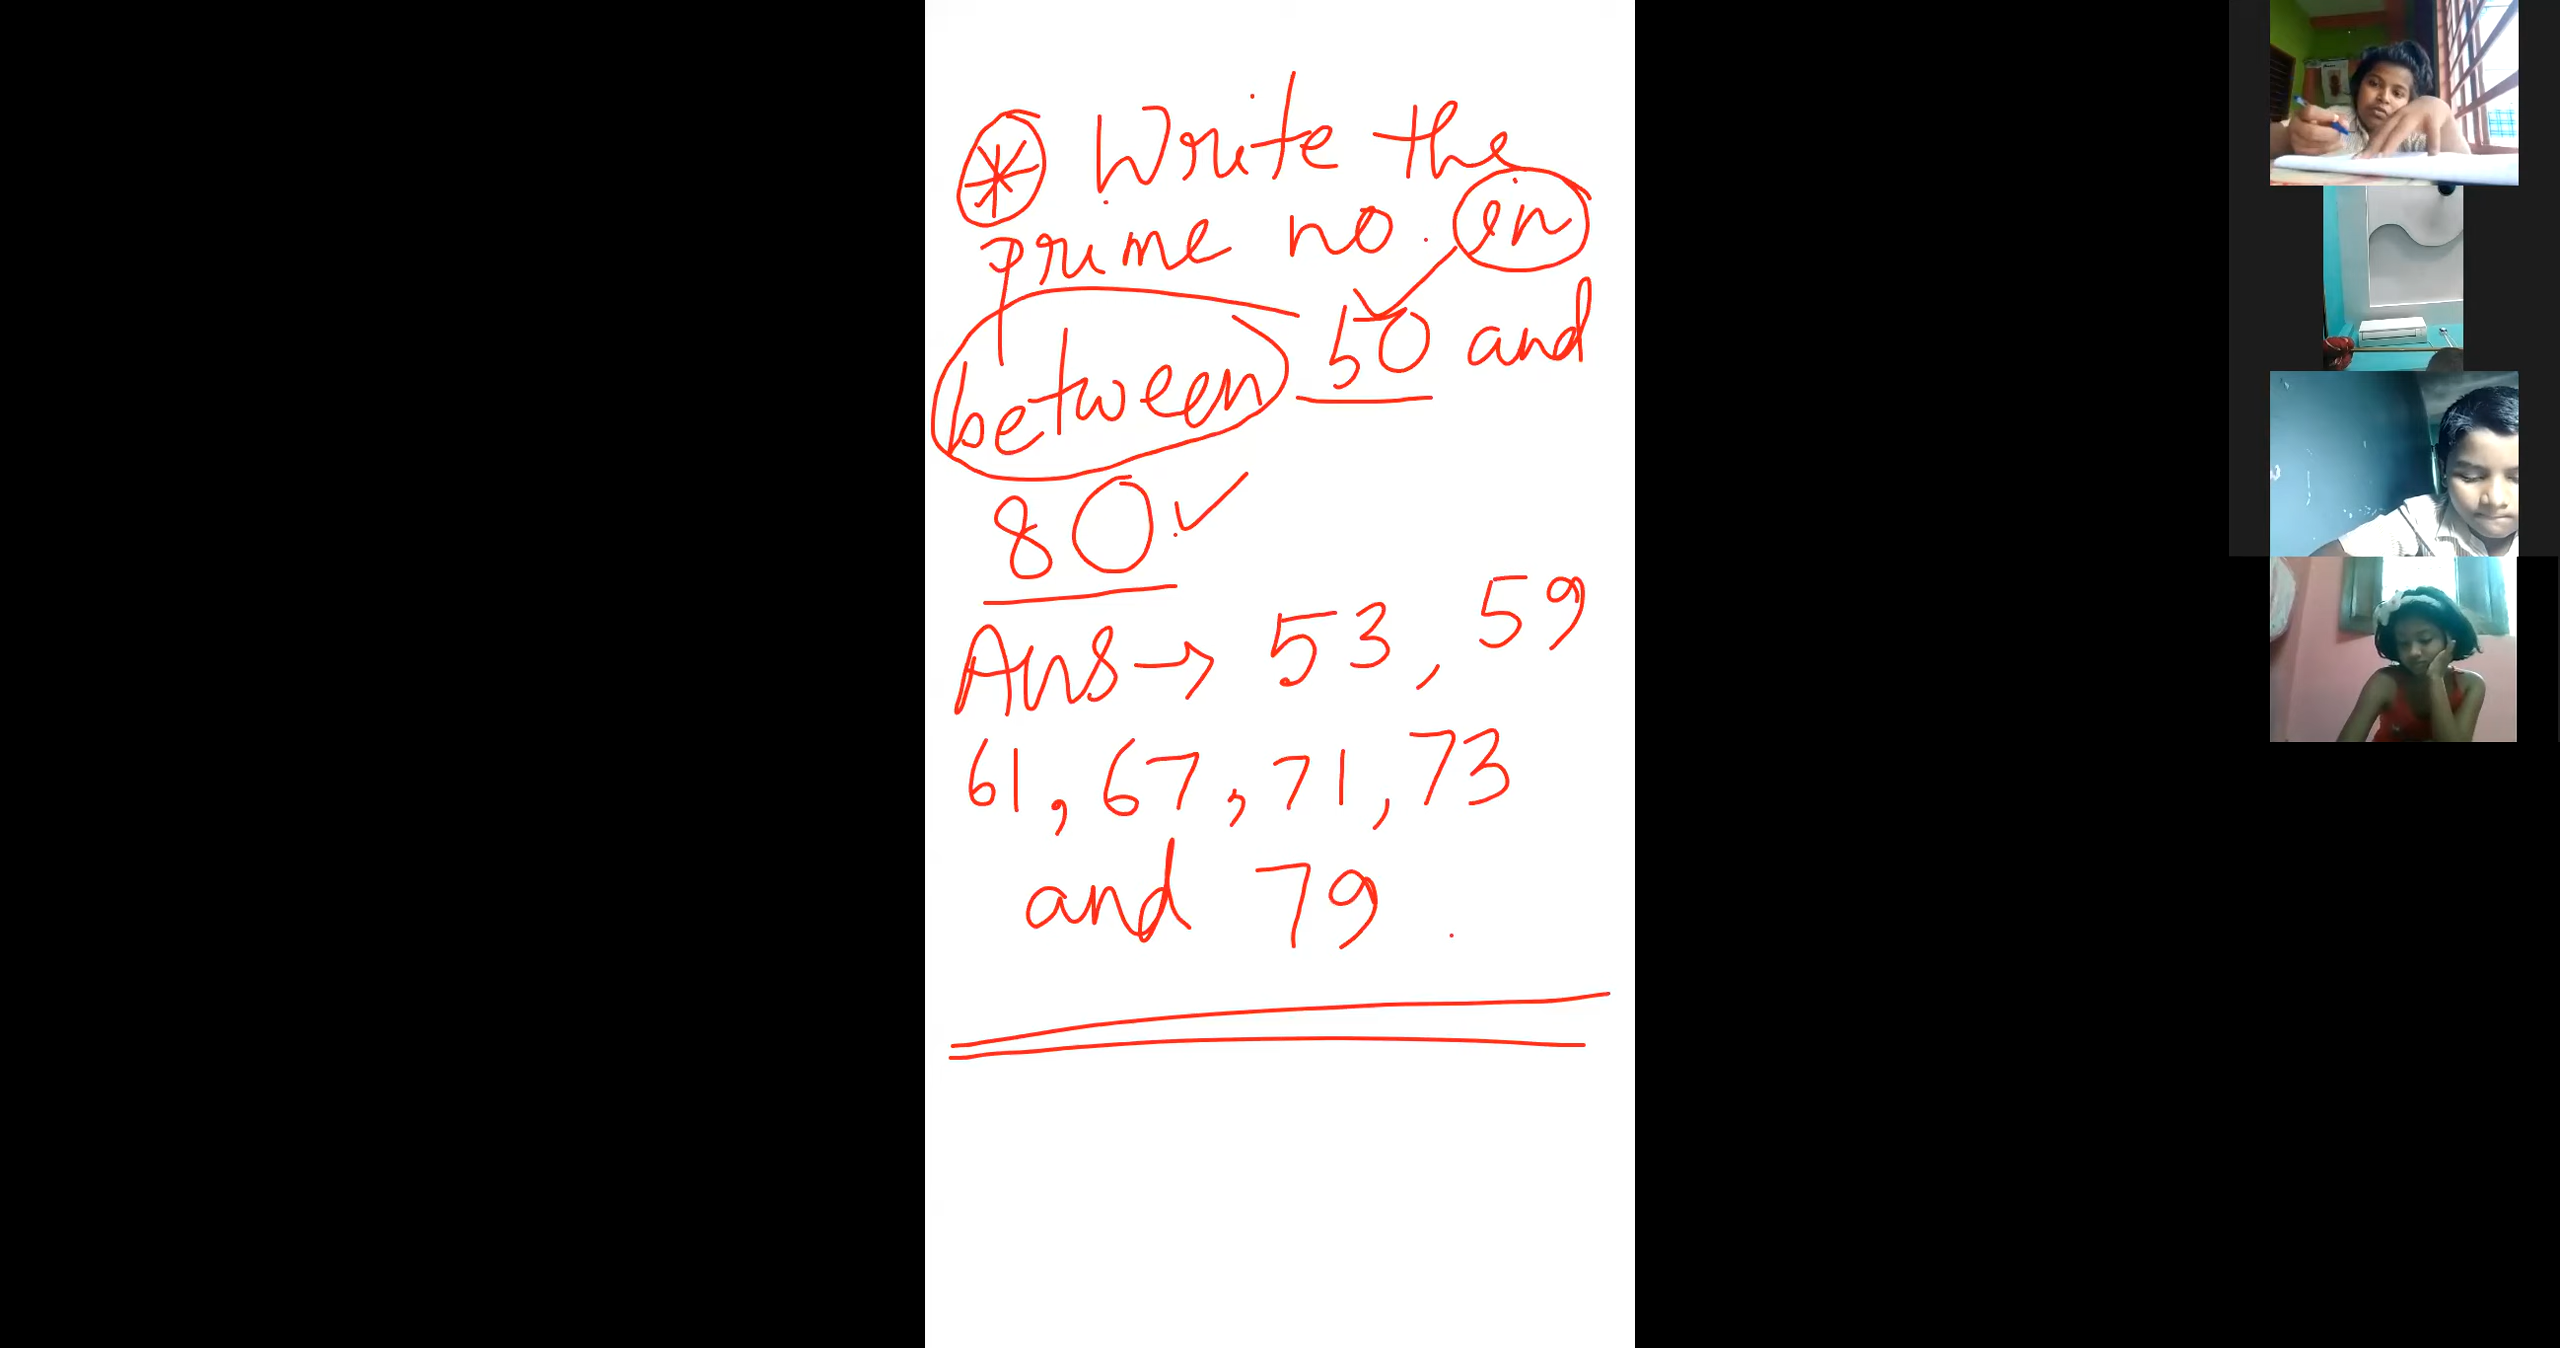 * Write the
prime no. in
between 50 and
80.
Ans → 53, 59
61, 67, 71, 73
and 79.